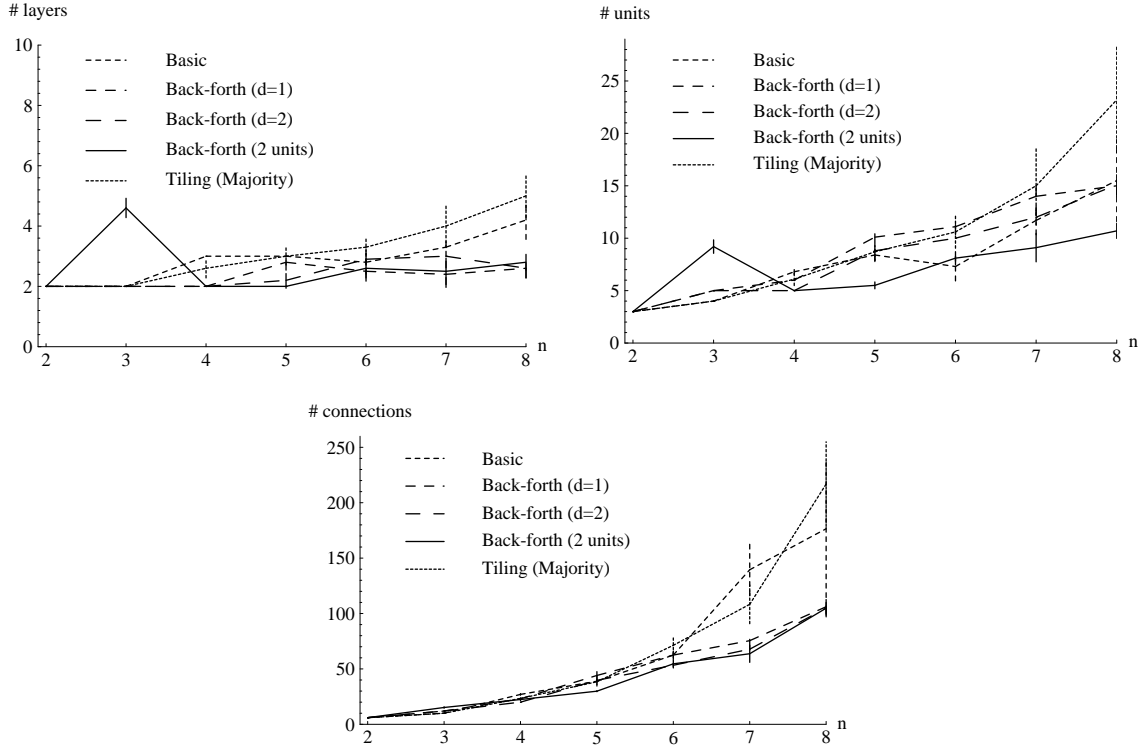 # layers
10
8
6
4
2
0
2 3 4 5 6 7 8
n
Basic
Back-forth (d=1)
Back-forth (d=2)
Back-forth (2 units)
Tiling (Majority)
# units
25
20
15
10
5
0
2 3 4 5 6 7 8
n
Basic
Back-forth (d=1)
Back-forth (d=2)
Back-forth (2 units)
Tiling (Majority)
# connections
250
200
150
100
50
0
2 3 4 5 6 7 8
n
Basic
Back-forth (d=1)
Back-forth (d=2)
Back-forth (2 units)
Tiling (Majority)